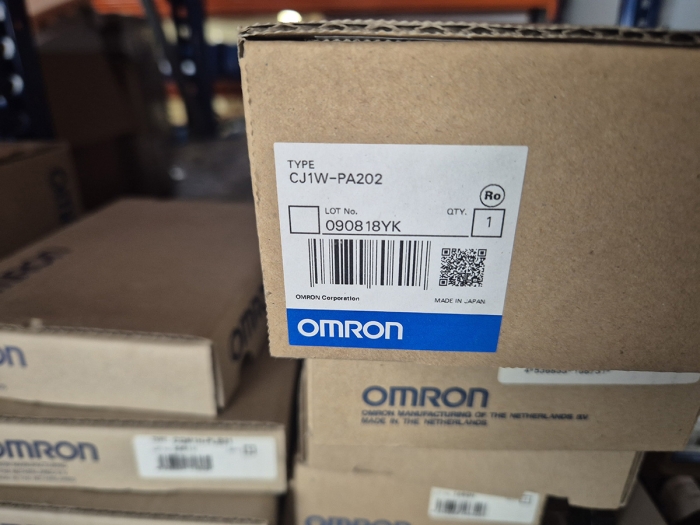 TYPE
CJ1W-PA202
Ro
LOT No.
QTY.
090818YK
1
OMRON Corporation
MADE IN JAPAN
OMRON
OMRON
OMRON MANUFACTURING OF THE NETHERLANDS BV
MADE IN THE NETHERLANDS
OMRON
OMRON